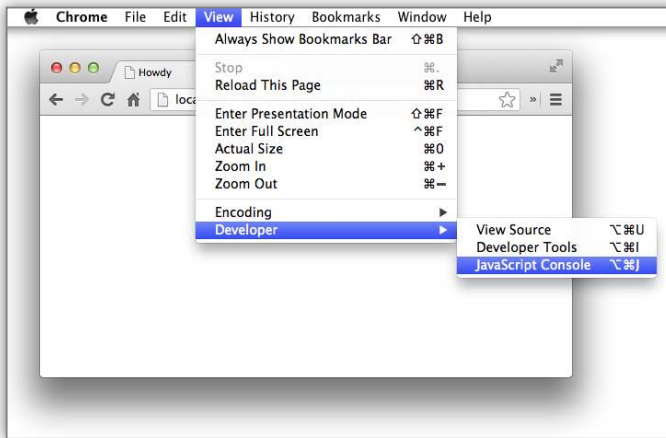 Chrome File Edit View History Bookmarks Window Help
Always Show Bookmarks Bar ⇧⌘B
Howdy
Stop ⌘.
Reload This Page ⌘R
loca
»
Enter Presentation Mode ⇧⌘F
Enter Full Screen ^⌘F
Actual Size ⌘0
Zoom In ⌘+
Zoom Out ⌘−
Encoding ▶
Developer ▶
View Source ⌥⌘U
Developer Tools ⌥⌘I
JavaScript Console ⌥⌘J